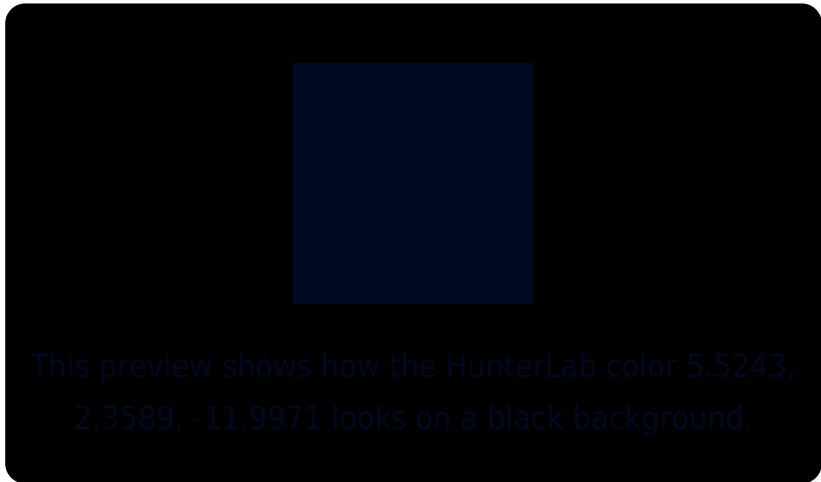 This preview shows how the HunterLab color 5.5243,
2.3589, -11.9971 looks on a black background.